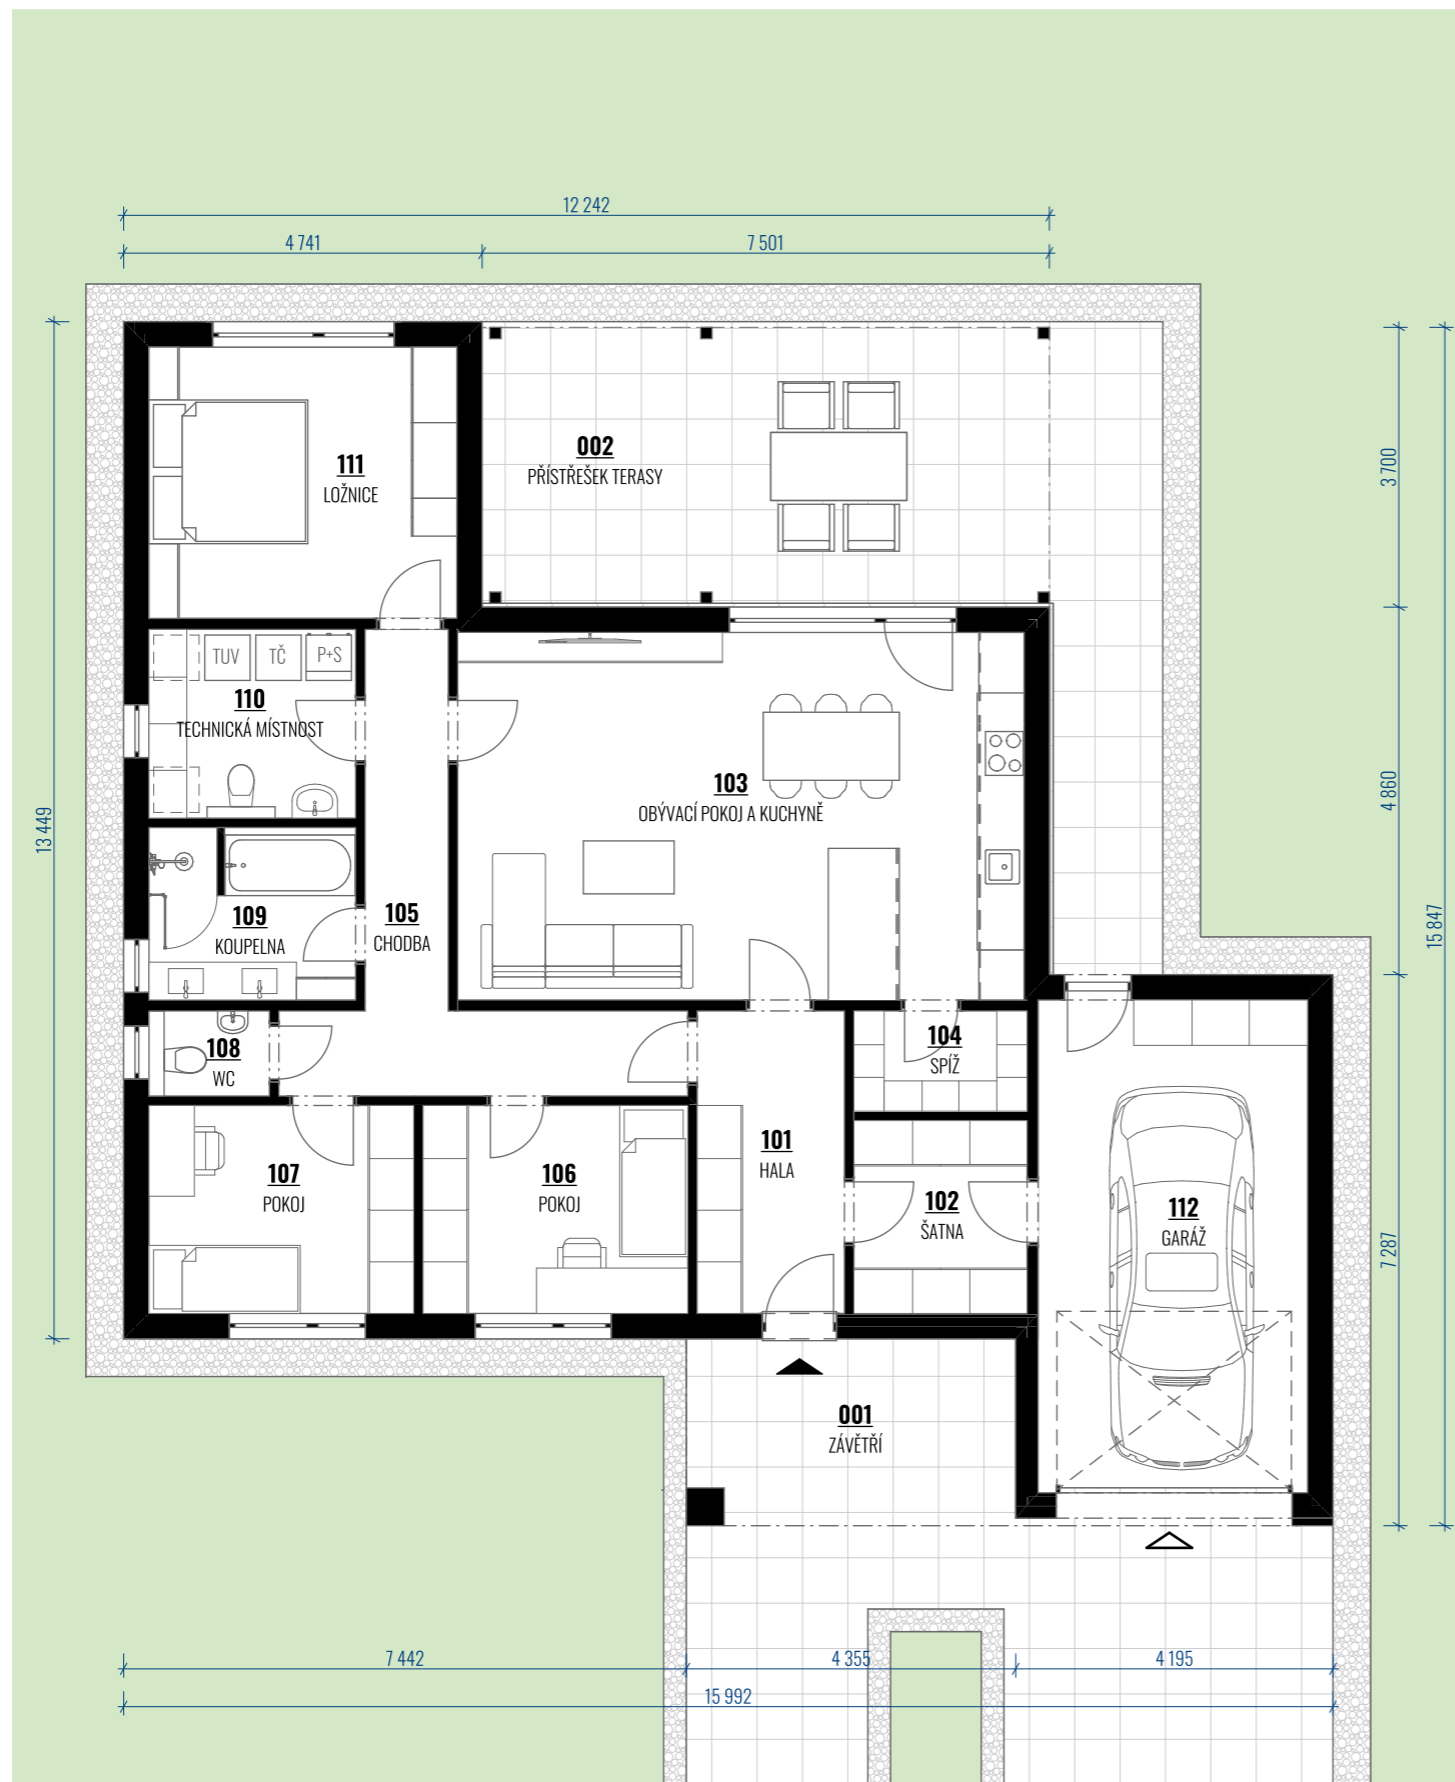 12 242
4 741
7 501
111
LOŽNICE
002
PŘÍSTŘEŠEK TERASY
3 700
TUV
TČ
P+S
110
TECHNICKÁ MÍSTNOST
103
OBÝVACÍ POKOJ A KUCHYNĚ
4 860
13 449
109
KOUPELNA
105
CHODBA
15 847
108
WC
104
SPÍŽ
107
POKOJ
106
POKOJ
101
HALA
102
ŠATNA
112
GARÁŽ
7 287
001
ZÁVĚTŘÍ
7 442
4 355
4 195
15 992